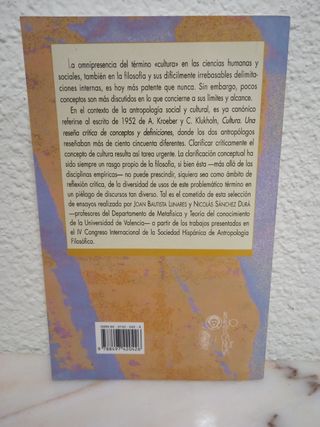 La omnipresencia del término «cultura» en las ciencias humanas y
sociales, también en la filosofía y sus difícilmente irrebasables delimita-
ciones internas, es hoy más patente que nunca. Sin embargo, pocos
conceptos son más discutidos en lo que concierne a sus límites y alcance.
En el contexto de la antropología social y cultural, es ya canónico
referirse al escrito de 1952 de A. Kroeber y C. Klukholn, Cultura. Una
reseña crítica de conceptos y definiciones, donde los dos antropólogos
reseñaban más de ciento cincuenta diferentes. Clarificar críticamente
el concepto de cultura resulta así tarea urgente. La clarificación conceptual ha
sido siempre un rasgo propio de la filosofía, si bien ésta —más allá de las
disciplinas empíricas— no puede prescindir, siquiera sea como ámbito de
reflexión crítica, de la diversidad de usos de este problemático término en
un piélago de discursos tan diverso. Tal es el cometido de esta selección
de ensayos realizado por JOAN BAUTISTA LLINARES y NICOLÁS SÁNCHEZ DURÁ
—profesores del Departamento de Metafísica y Teoría del conocimiento
de la Universidad de Valencia— a partir de los trabajos presentados en
el IV Congreso Internacional de la Sociedad Hispánica de Antropología
Filosófica.
9 788497 420426